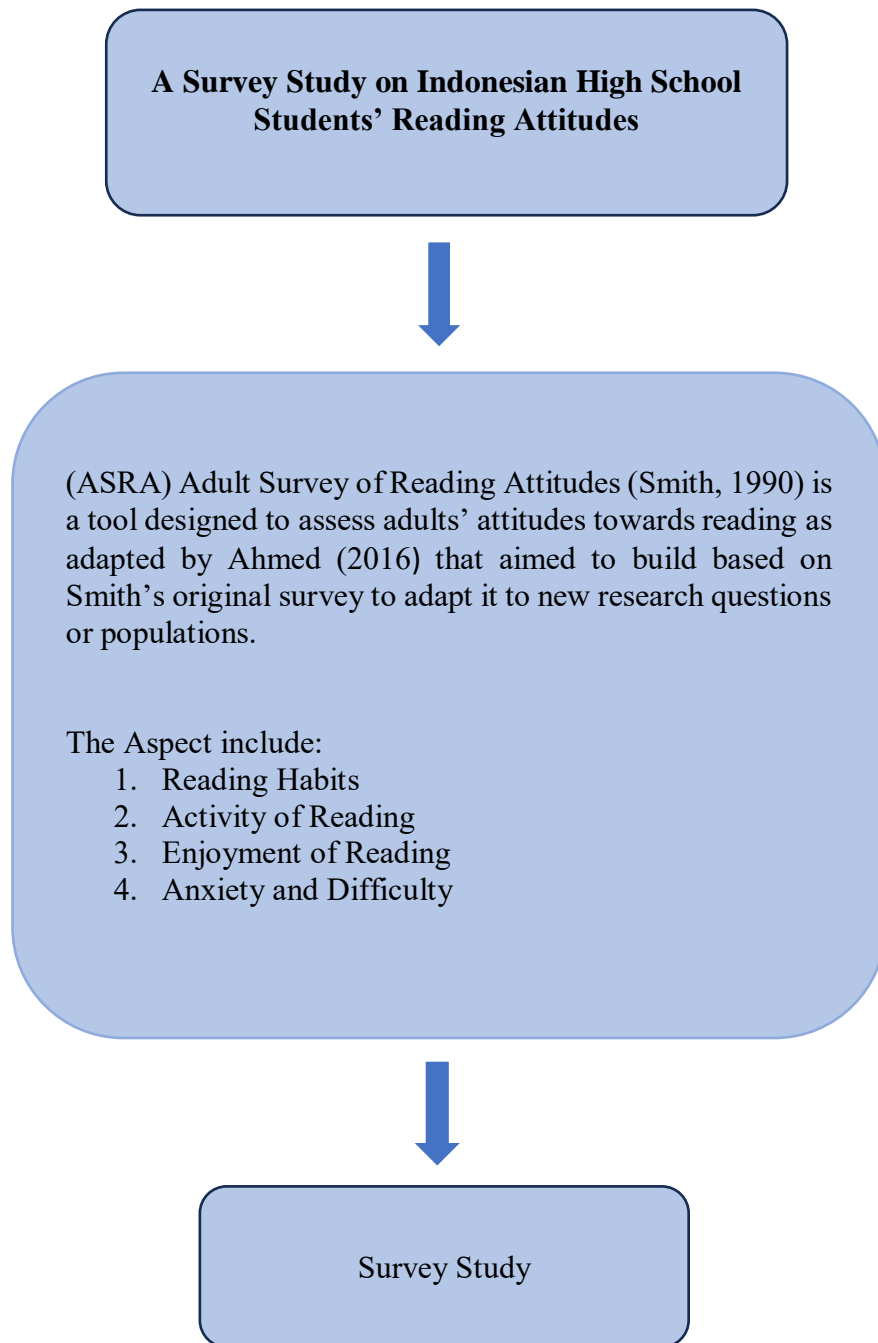 A Survey Study on Indonesian High School
Students’ Reading Attitudes
(ASRA) Adult Survey of Reading Attitudes (Smith, 1990) is
a tool designed to assess adults’ attitudes towards reading as
adapted by Ahmed (2016) that aimed to build based on
Smith’s original survey to adapt it to new research questions
or populations.
The Aspect include:
1. Reading Habits
2. Activity of Reading
3. Enjoyment of Reading
4. Anxiety and Difficulty
Survey Study